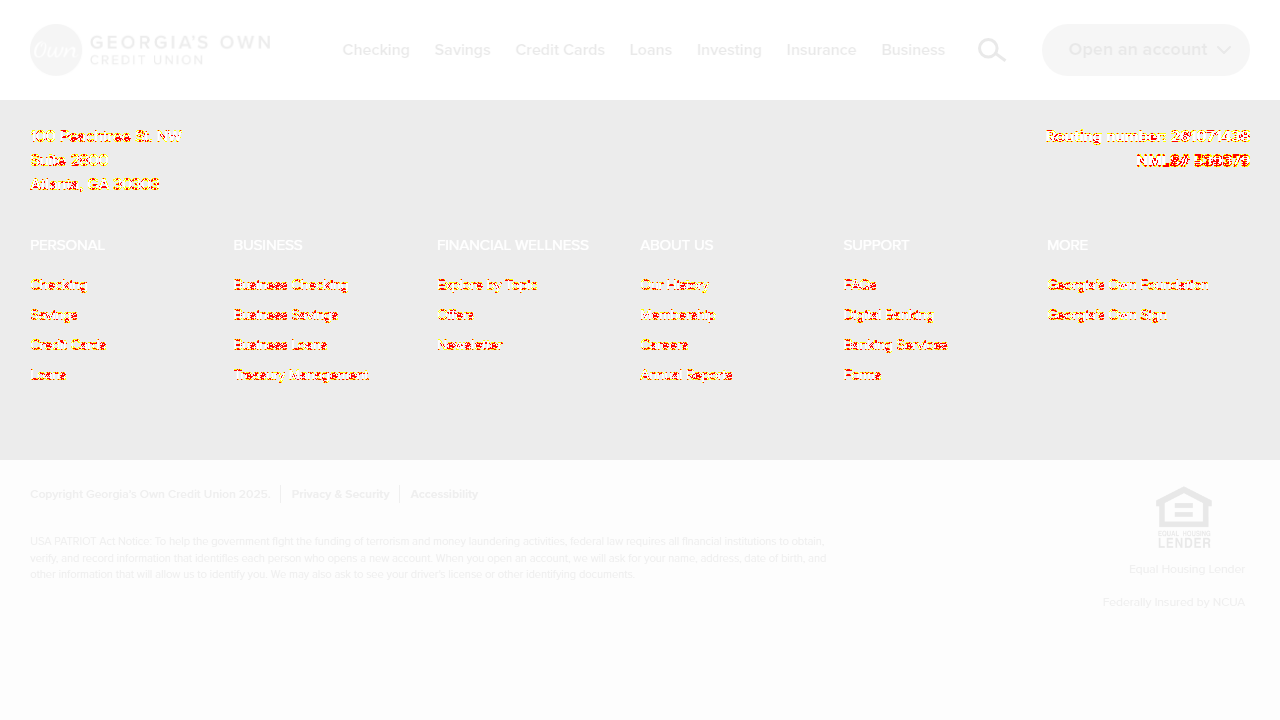 Own GEORGIA'S OWN
CREDIT UNION
Checking Savings Credit Cards Loans Investing Insurance Business
Open an account
100 Peachtree St. NW
Suite 2800
Atlanta, GA 30303
Routing number:
NMLS#
PERSONAL
Checking
Savings
Credit Cards
Loans
BUSINESS
Business Checking
Business Savings
Business Loans
Treasury Management
FINANCIAL WELLNESS
Explore by Topic
Offers
Newsletter
ABOUT US
Our History
Membership
Careers
Annual Reports
SUPPORT
FAQs
Digital Banking
Banking Services
Forms
MORE
Georgia's Own Foundation
Georgia's Own Sign
Copyright Georgia's Own Credit Union 2025 Privacy & Security Accessibility
USA PATRIOT Act Notice: To help the government fight the funding of terrorism and money laundering activities, federal law requires all financial institutions to obtain,
verify, and record information that identifies each person who opens a new account. When you open an account, we will ask for your name, address, date of birth, and
other information that will allow us to identify you. We may also ask to see your driver's license or other identifying documents.
EQUAL HOUSING
LENDER
Equal Housing Lender
Federally Insured by NCUA